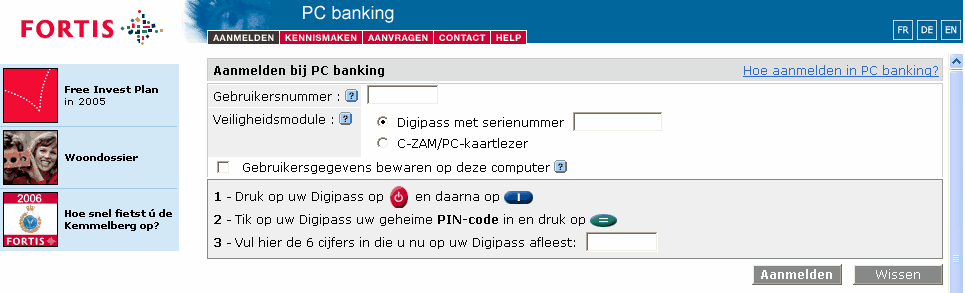 FORTIS
PC banking
AANMELDEN KENNISMAKEN AANVRAGEN CONTACT HELP
FR DE EN
Free Invest Plan
in 2005
Woondossier
2006
FORTIS
Hoe snel fietst ú de
Kemmelberg op?
Aanmelden bij PC banking
Hoe aanmelden in PC banking?
Gebruikersnummer : ?
Veiligheidsmodule : ?
Digipass met serienummer
C-ZAM/PC-kaartlezer
Gebruikersgegevens bewaren op deze computer ?
1 - Druk op uw Digipass op en daarna op
2 - Tik op uw Digipass uw geheime PIN-code in en druk op =
3 - Vul hier de 6 cijfers in die u nu op uw Digipass afleest:
Aanmelden Wissen